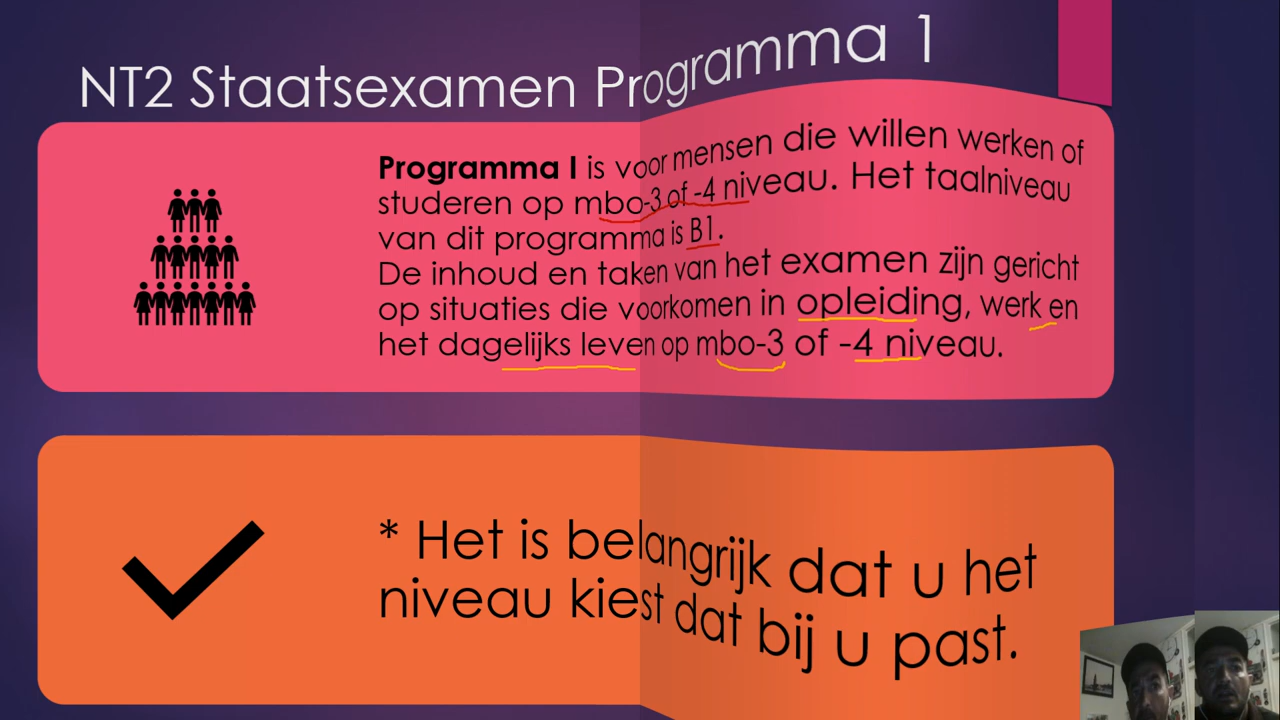 NT2 Staatsexamen Programma 1
Programma I is voor mensen die willen werken of
studeren op mbo-3 of -4 niveau. Het taalniveau
van dit programma is B1.
De inhoud en taken van het examen zijn gericht
op situaties die voorkomen in opleiding, werk en
het dagelijks leven op mbo-3 of -4 niveau.
* Het is belangrijk dat u het
niveau kiest dat bij u past.